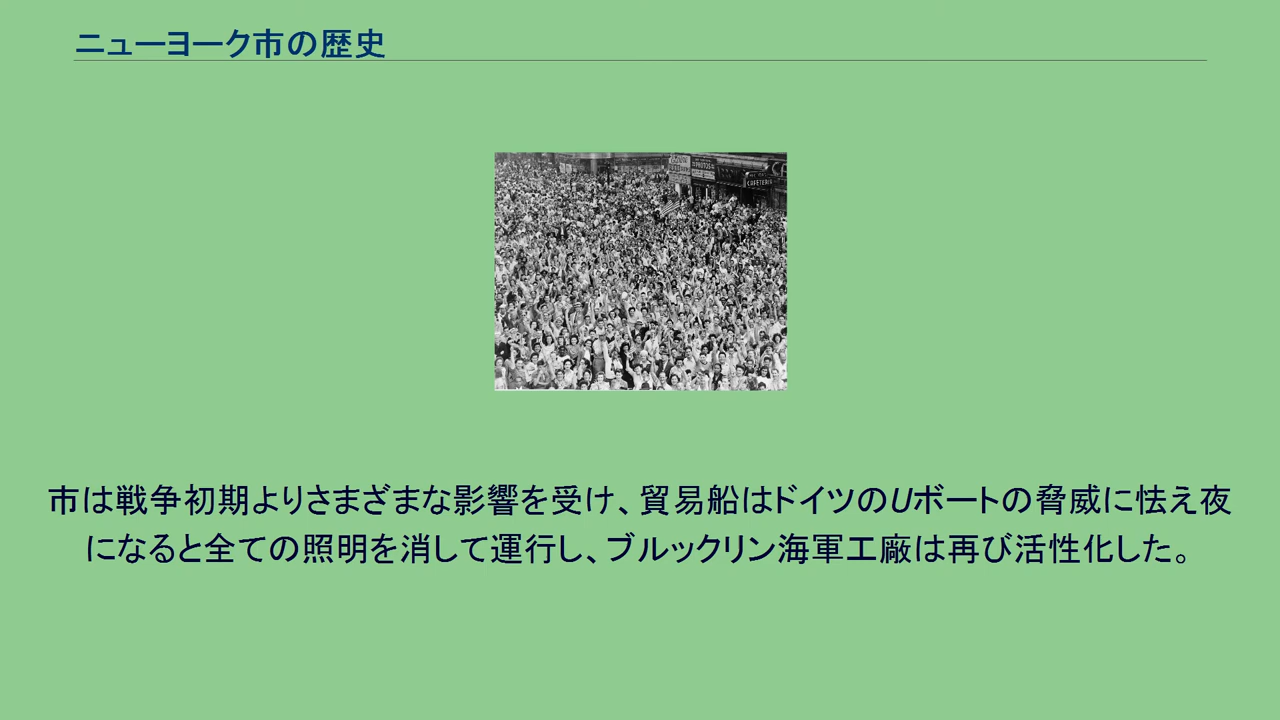 ニューヨーク市の歴史
PHOTOS
CAFETERIA
市は戦争初期よりさまざまな影響を受け、貿易船はドイツのUボートの脅威に怯え夜
になると全ての照明を消して運行し、ブルックリン海軍工廠は再び活性化した。